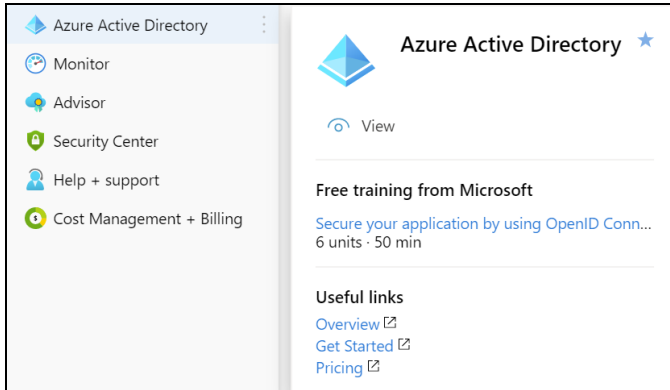 Azure Active Directory
Monitor
Advisor
Security Center
Help + support
Cost Management + Billing
Azure Active Directory
View
Free training from Microsoft
Secure your application by using OpenID Conn...
6 units · 50 min
Useful links
Overview
Get Started
Pricing